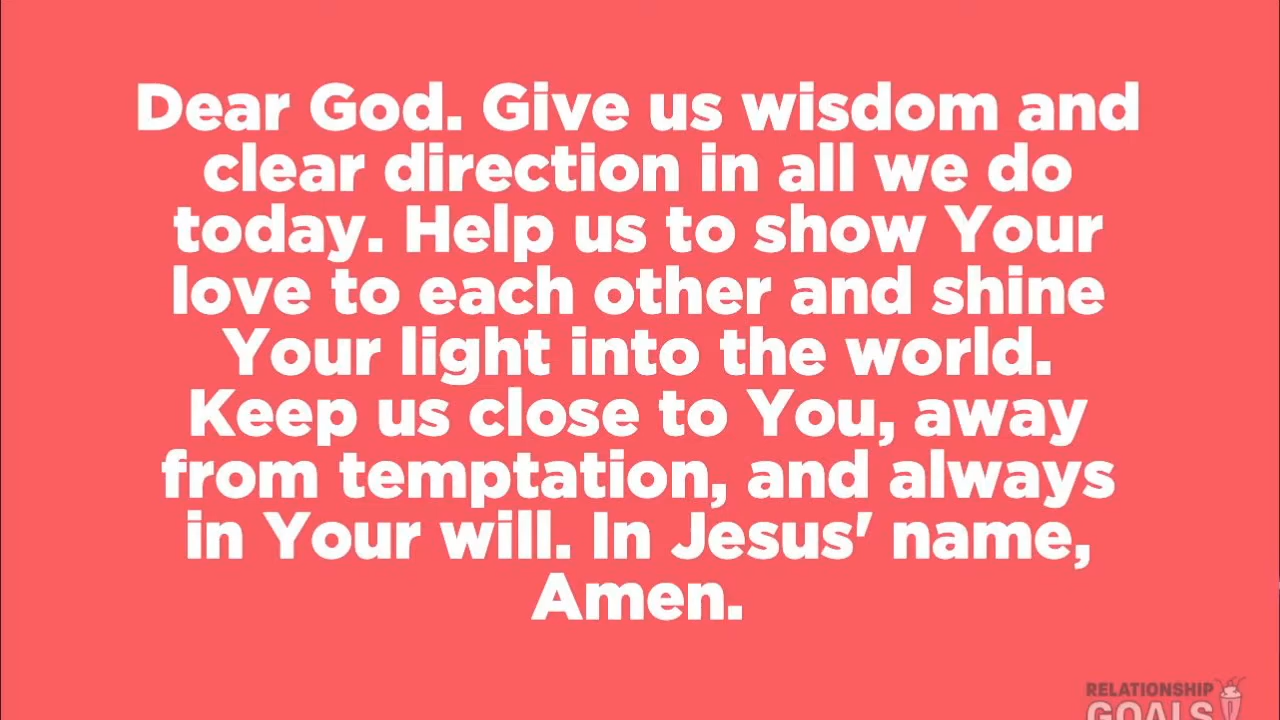 Dear God. Give us wisdom and
clear direction in all we do
today. Help us to show Your
love to each other and shine
Your light into the world.
Keep us close to You, away
from temptation, and always
in Your will. In Jesus' name,
Amen.
RELATIONSHIP
GOALS